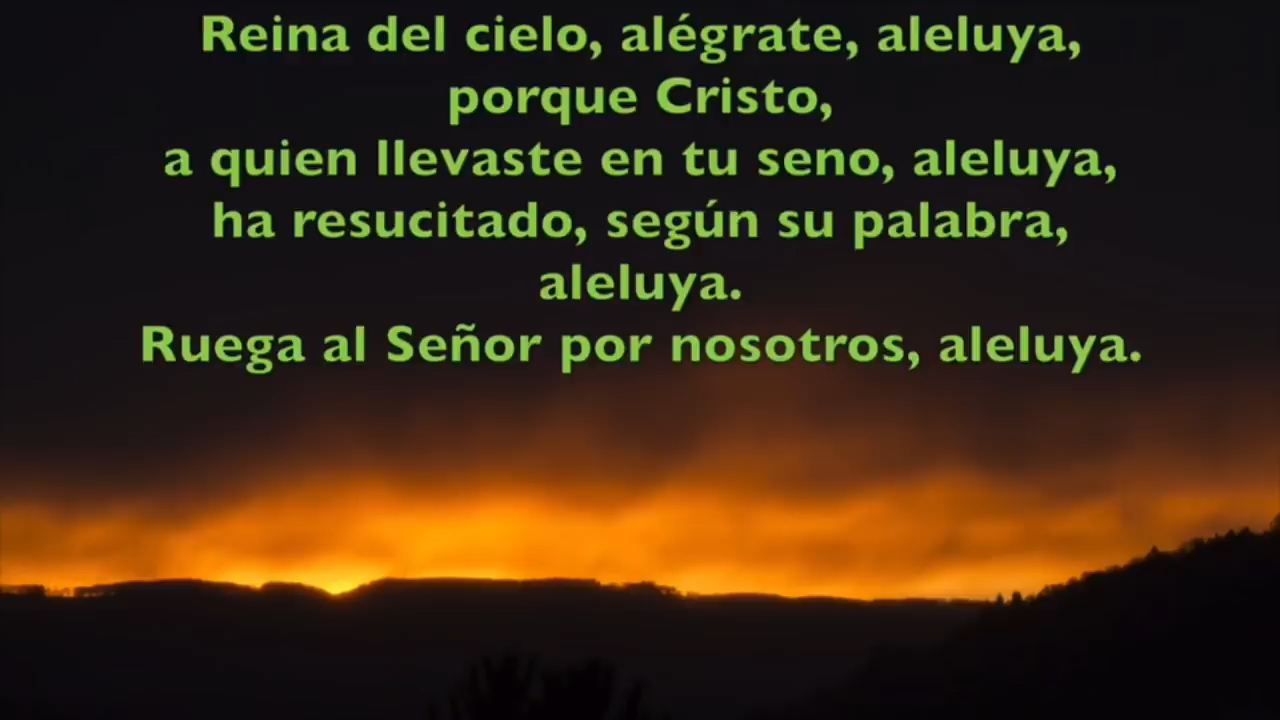 Reina del cielo, alégrate, aleluya,
porque Cristo,
a quien llevaste en tu seno, aleluya,
ha resucitado, según su palabra,
aleluya.
Ruega al Señor por nosotros, aleluya.